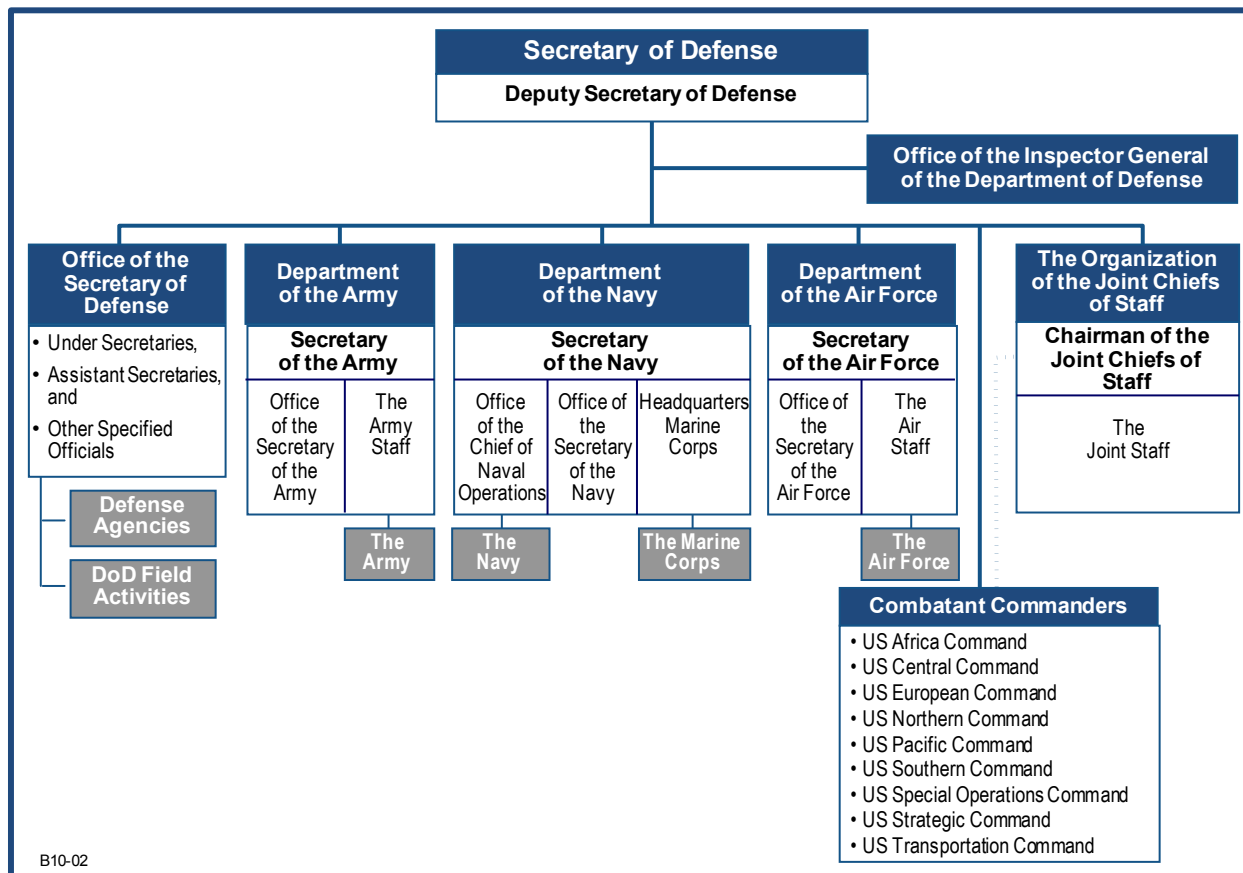 Secretary of Defense
Deputy Secretary of Defense
Office of the Inspector General
of the Department of Defense
Office of the
Secretary of
Defense
• Under Secretaries,
• Assistant Secretaries,
and
• Other Specified
Officials
Defense
Agencies
DoD Field
Activities
Department
of the Army
Secretary
of the Army
Office
of the
Secretary
of the
Army
The
Army
Staff
The
Army
Department
of the Navy
Secretary
of the Navy
Office
of the
Chief of
Naval
Operations
Office of
of the
Secretary
of the
Navy
Headquarters
Marine
Corps
The
Navy
The Marine
Corps
Department
of the Air Force
Secretary
of the Air Force
Office of
the
Secretary
of the
Air Force
The
Air
Staff
The
Air Force
The Organization
of the Joint Chiefs
of Staff
Chairman of the
Joint Chiefs of
Staff
The
Joint Staff
Combatant Commanders
• US Africa Command
• US Central Command
• US European Command
• US Northern Command
• US Pacific Command
• US Southern Command
• US Special Operations Command
• US Strategic Command
• US Transportation Command
B10-02